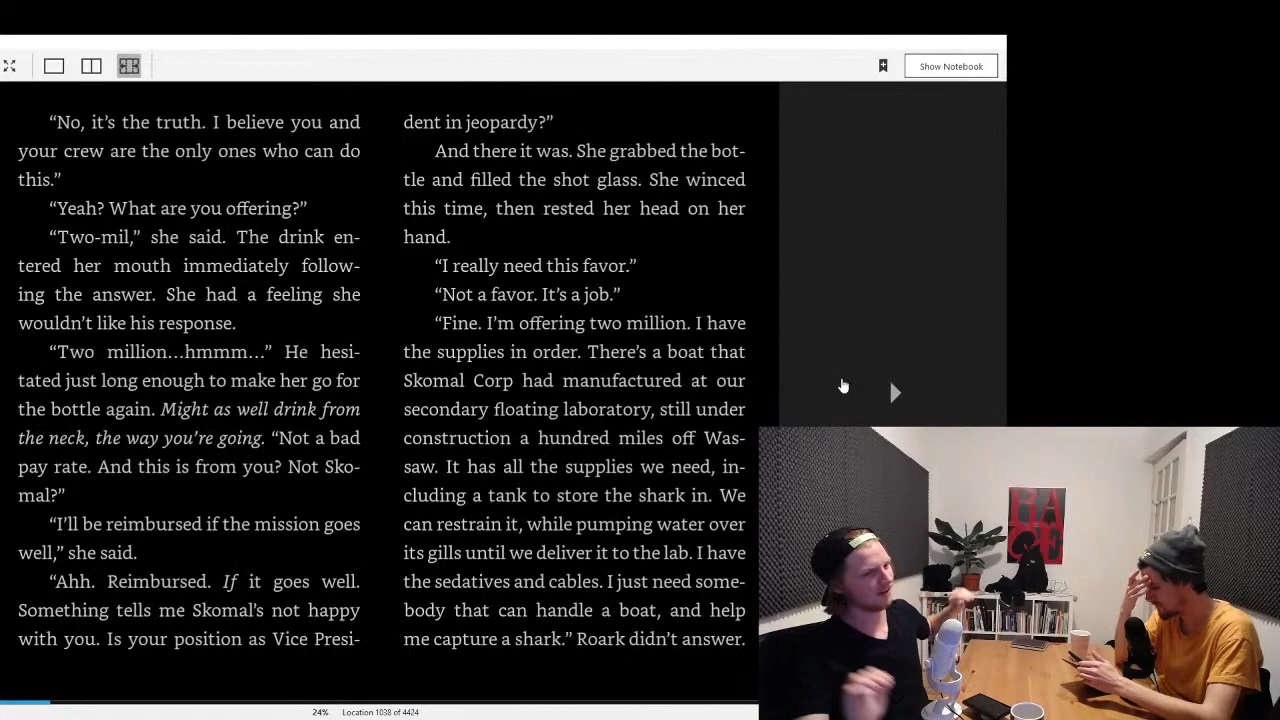 Show Notebook
“No, it’s the truth. I believe you and
your crew are the only ones who can do
this.”
“Yeah? What are you offering?”
“Two-mil,” she said. The drink en-
tered her mouth immediately follow-
ing the answer. She had a feeling she
wouldn’t like his response.
“Two million…hmmm…” He hesi-
tated just long enough to make her go for
the bottle again. Might as well drink from
the neck, the way you’re going. “Not a bad
pay rate. And this is from you? Not Sko-
mal?”
“I’ll be reimbursed if the mission goes
well,” she said.
“Ahh. Reimbursed. If it goes well.
Something tells me Skomal’s not happy
with you. Is your position as Vice Presi-
dent in jeopardy?”
And there it was. She grabbed the bot-
tle and filled the shot glass. She winced
this time, then rested her head on her
hand.
“I really need this favor.”
“Not a favor. It’s a job.”
“Fine. I’m offering two million. I have
the supplies in order. There’s a boat that
Skomal Corp had manufactured at our
secondary floating laboratory, still under
construction a hundred miles off Was-
saw. It has all the supplies we need, in-
cluding a tank to store the shark in. We
can restrain it, while pumping water over
its gills until we deliver it to the lab. I have
the sedatives and cables. I just need some-
body that can handle a boat, and help
me capture a shark.” Roark didn’t answer.
24% Location 1038 of 4424